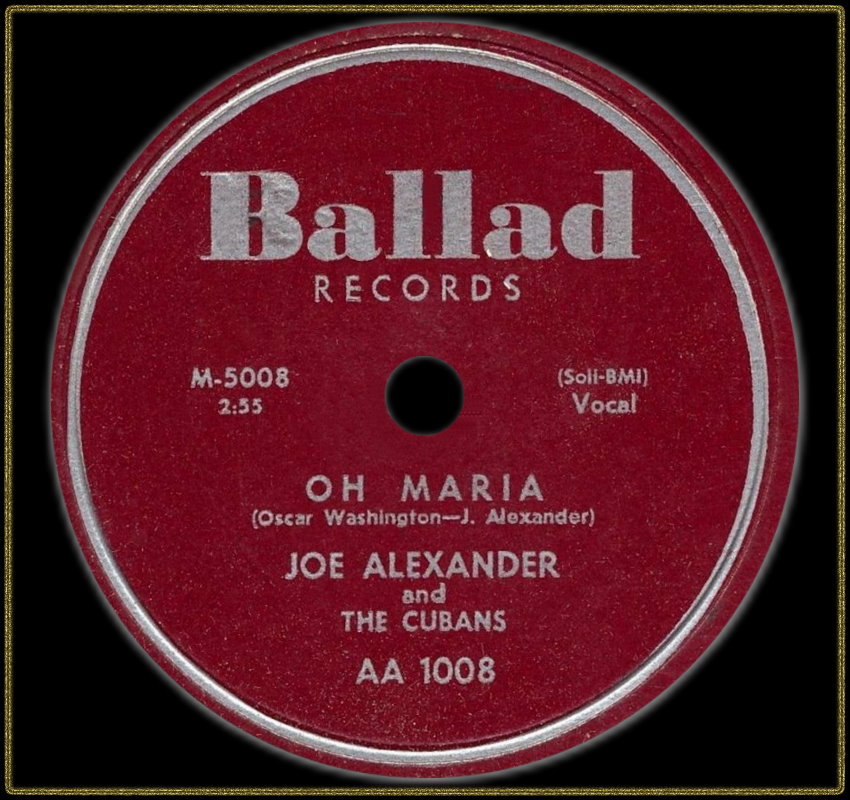 Ballad
RECORDS
M-5008
2:55
(Soli-BMI)
Vocal
OH MARIA
(Oscar Washington—J. Alexander)
JOE ALEXANDER
and
THE CUBANS
AA 1008